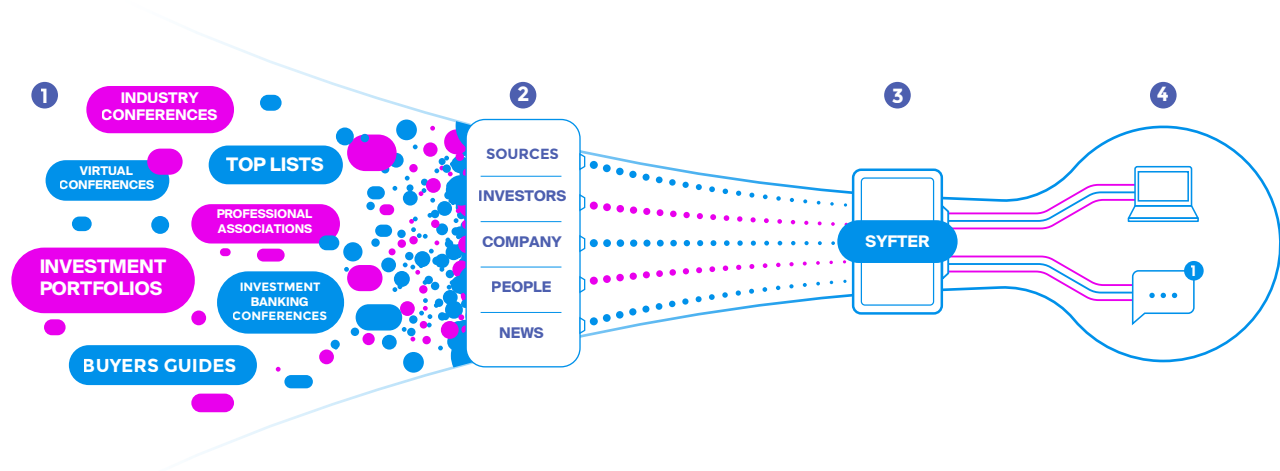 1
INDUSTRY
CONFERENCES
VIRTUAL
CONFERENCES
TOP LISTS
PROFESSIONAL
ASSOCIATIONS
INVESTMENT
PORTFOLIOS
INVESTMENT
BANKING
CONFERENCES
BUYERS GUIDES
2
SOURCES
INVESTORS
COMPANY
PEOPLE
NEWS
3
SYFTER
4
1